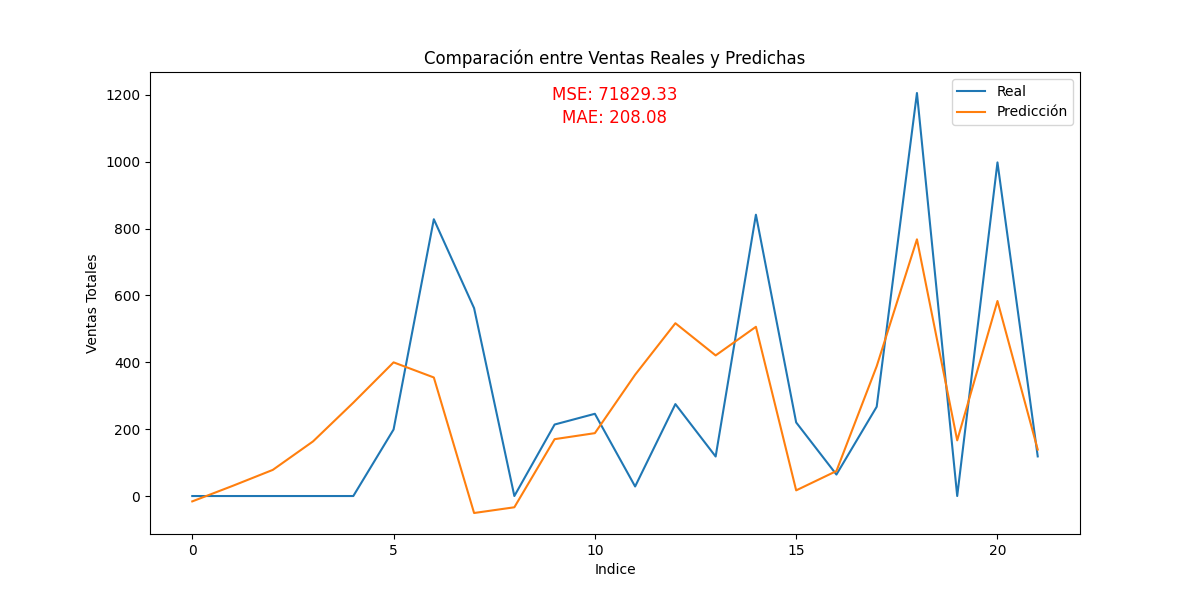 Comparación entre Ventas Reales y Predichas
MSE: 71829.33
MAE: 208.08
Real
Predicción
Ventas Totales
1200
1000
800
600
400
200
0
0
5
10
15
20
Indice